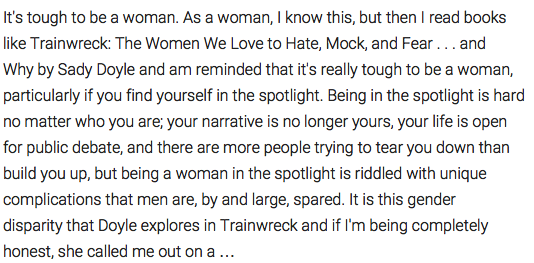 It's tough to be a woman. As a woman, I know this, but then I read books
like Trainwreck: The Women We Love to Hate, Mock, and Fear . . . and
Why by Sady Doyle and am reminded that it's really tough to be a woman,
particularly if you find yourself in the spotlight. Being in the spotlight is hard
no matter who you are; your narrative is no longer yours, your life is open
for public debate, and there are more people trying to tear you down than
build you up, but being a woman in the spotlight is riddled with unique
complications that men are, by and large, spared. It is this gender
disparity that Doyle explores in Trainwreck and if I'm being completely
honest, she called me out on a ...